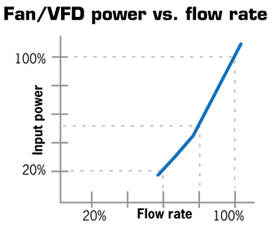 Fan/VFD power vs. flow rate
100%
Input power
20%
20%
Flow rate
100%